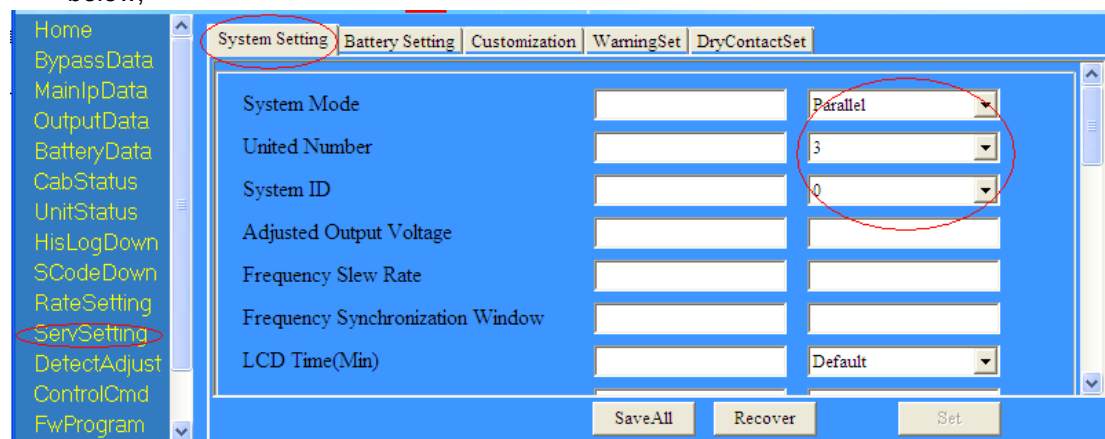 below;
Home
BypassData
MainIpData
OutputData
BatteryData
CabStatus
UnitStatus
HisLogDown
SCodeDown
RateSetting
ServSetting
DetectAdjust
ControlCmd
FwProgram
System Setting Battery Setting Customization WarningSet DryContactSet
System Mode Parallel
United Number 3
System ID 0
Adjusted Output Voltage
Frequency Slew Rate
Frequency Synchronization Window
LCD Time(Min) Default
SaveAll Recover Set